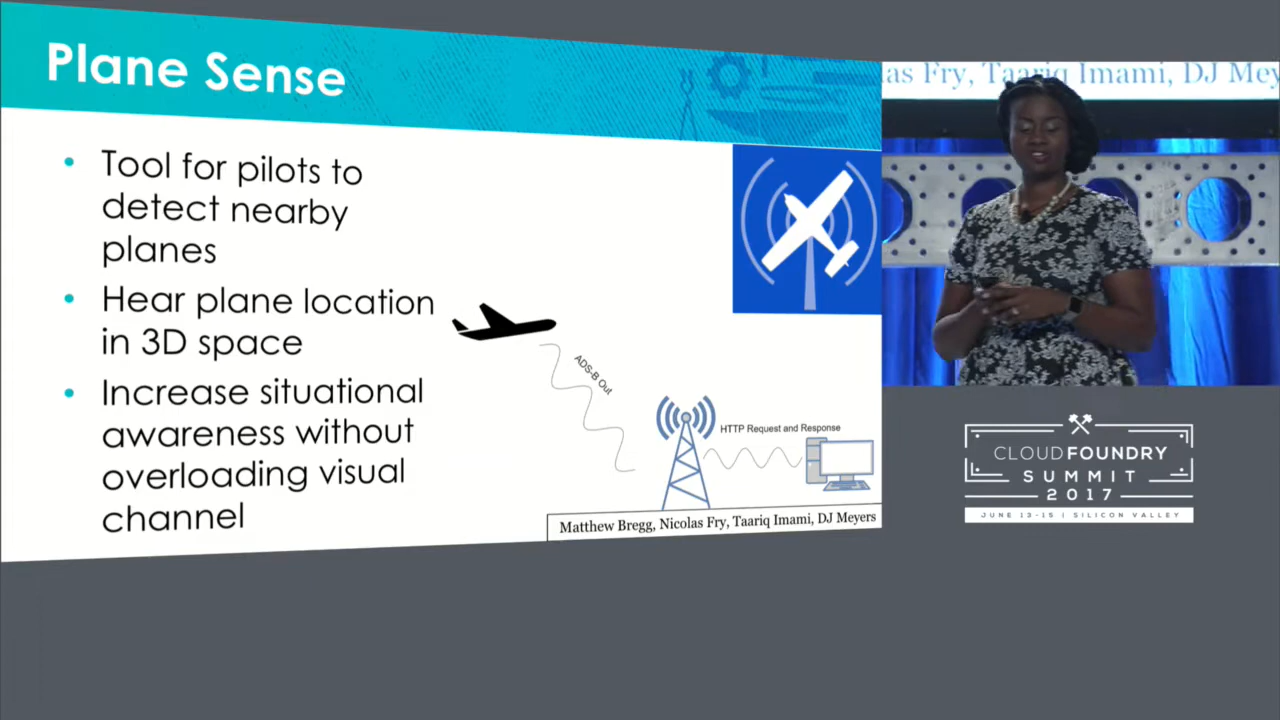 Plane Sense
• Tool for pilots to
detect nearby
planes
• Hear plane location
in 3D space
• Increase situational
awareness without
overloading visual
channel
ADS-B Out
HTTP Request and Response
Matthew Bregg, Nicolas Fry, Taariq Imami, DJ Meyers
as Fry, Taariq Imami, DJ Mey
CLOUD FOUNDRY
SUMMIT
2017
JUNE 13-15 | SILICON VALLEY